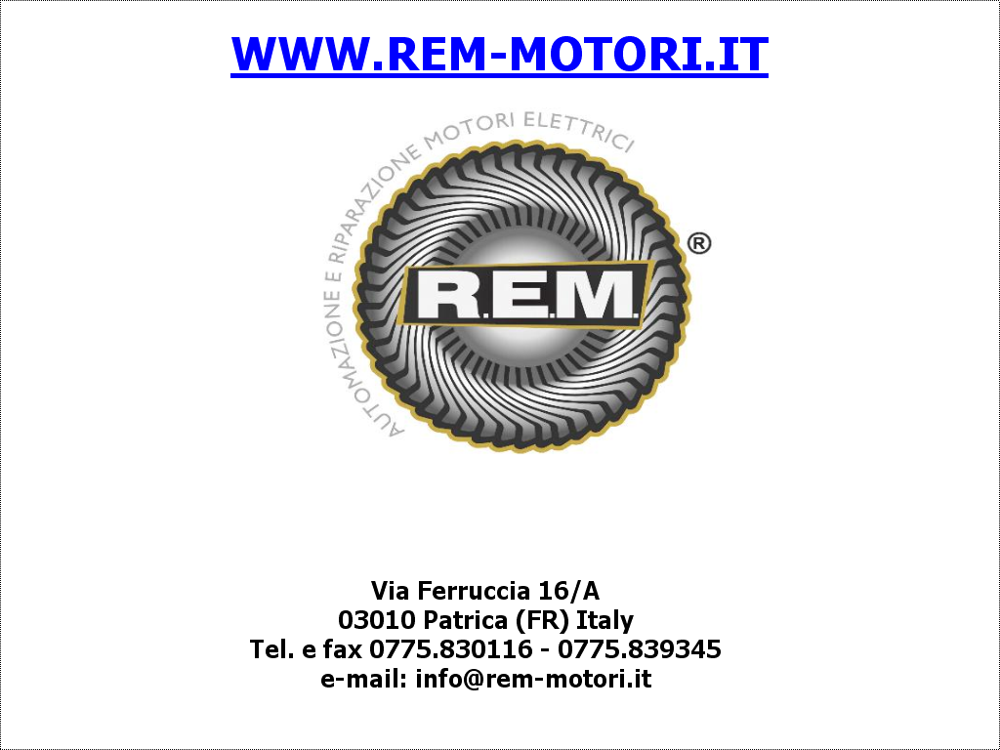 WWW.REM-MOTORI.IT
AUTOMAZIONE E RIPARAZIONE MOTORI ELETTRICI
R.E.M. ®
Via Ferruccia 16/A
03010 Patrica (FR) Italy
Tel. e fax 0775.830116 - 0775.839345
e-mail: info@rem-motori.it